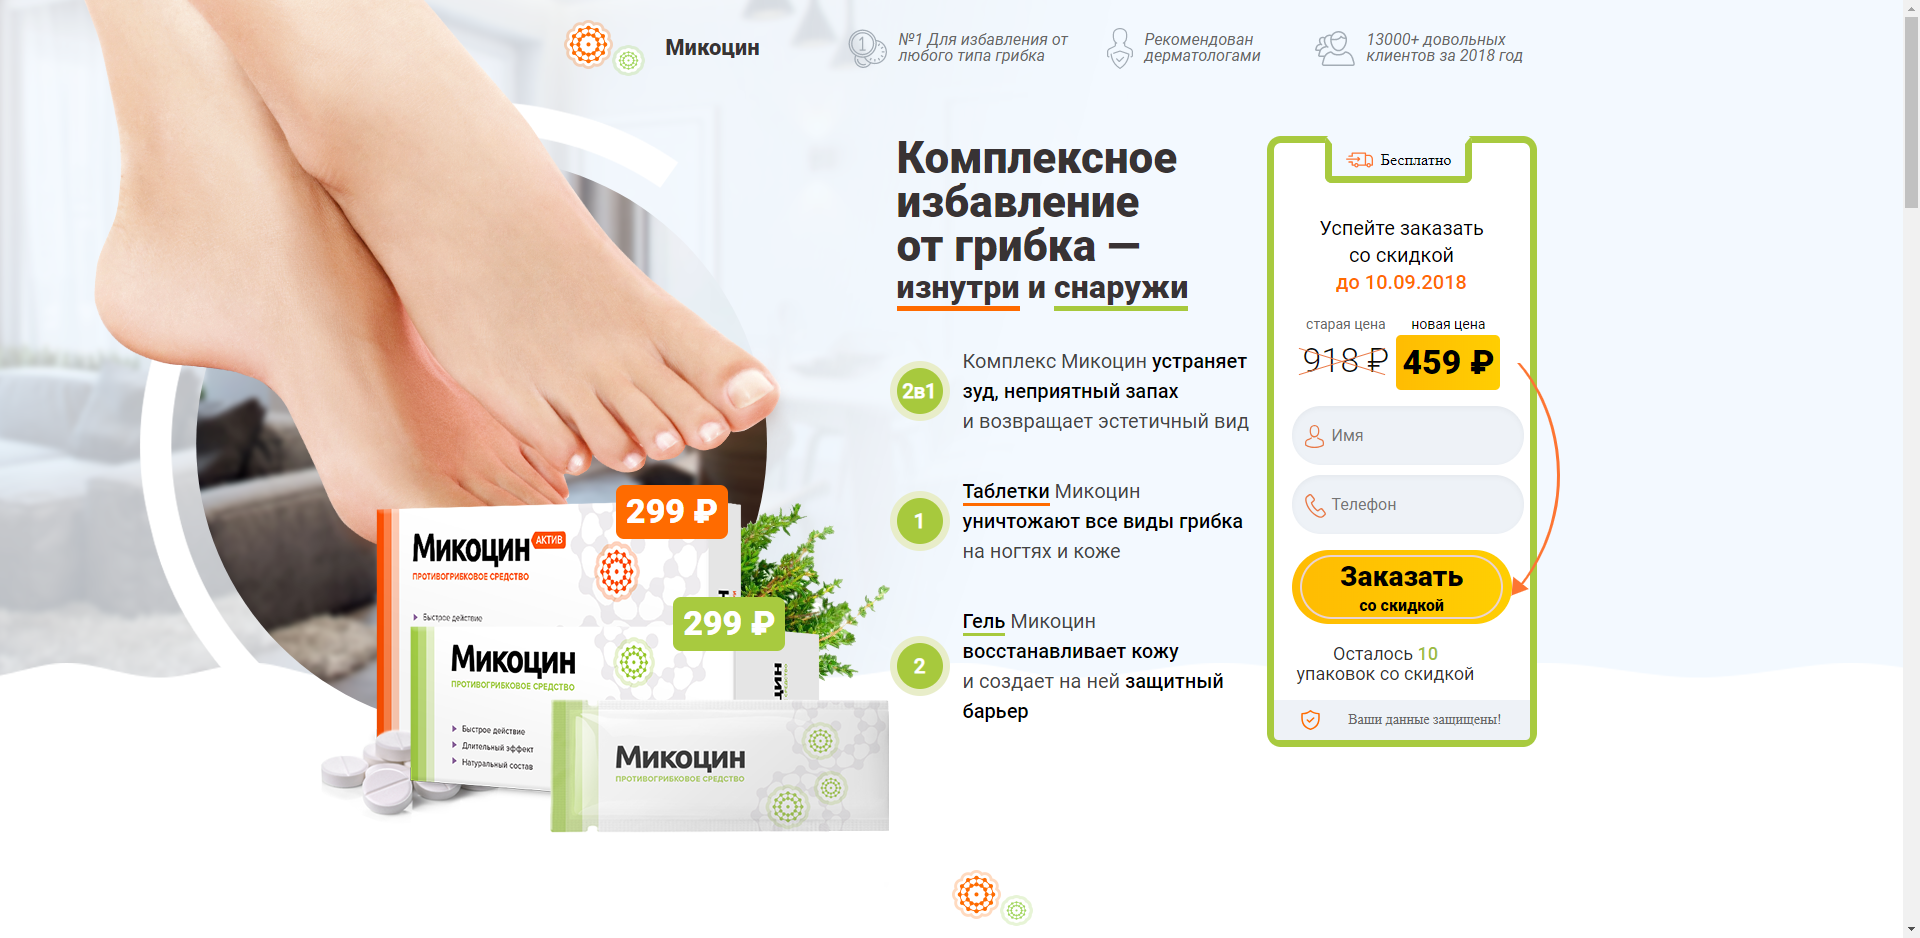 Микоцин
№1 Для избавления от
любого типа грибка
Рекомендован
дерматологами
13000+ довольных
клиентов за 2018 год
Комплексное
избавление
от грибка —
изнутри и снаружи
2в1
Комплекс Микоцин устраняет
зуд, неприятный запах
и возвращает эстетичный вид
1
Таблетки Микоцин
уничтожают все виды грибка
на ногтях и коже
2
Гель Микоцин
восстанавливает кожу
и создает на ней защитный
барьер
Бесплатно
Успейте заказать
со скидкой
до 10.09.2018
старая цена
новая цена
918 ₽
459 ₽
Имя
Телефон
Заказать
со скидкой
Осталось 10
упаковок со скидкой
Ваши данные защищены!
299 ₽
Микоцин АКТИВ
ПРОТИВОГРИБКОВОЕ СРЕДСТВО
Быстрое действие
299 ₽
Микоцин
ПРОТИВОГРИБКОВОЕ СРЕДСТВО
Быстрое действие
Длительный эффект
Натуральный состав
Микоцин
ПРОТИВОГРИБКОВОЕ СРЕДСТВО